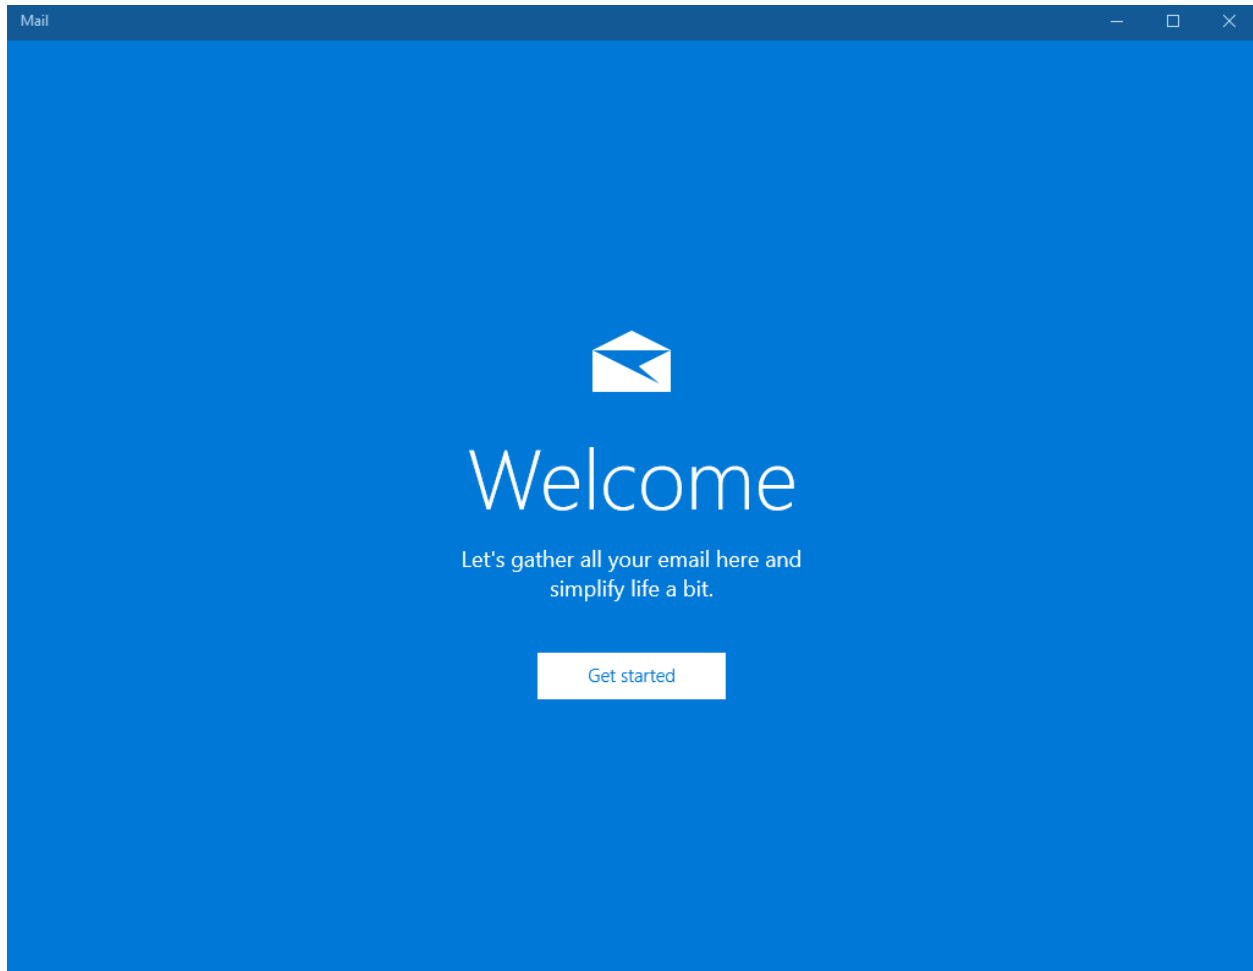 Mail
Welcome
Let's gather all your email here and
simplify life a bit.
Get started